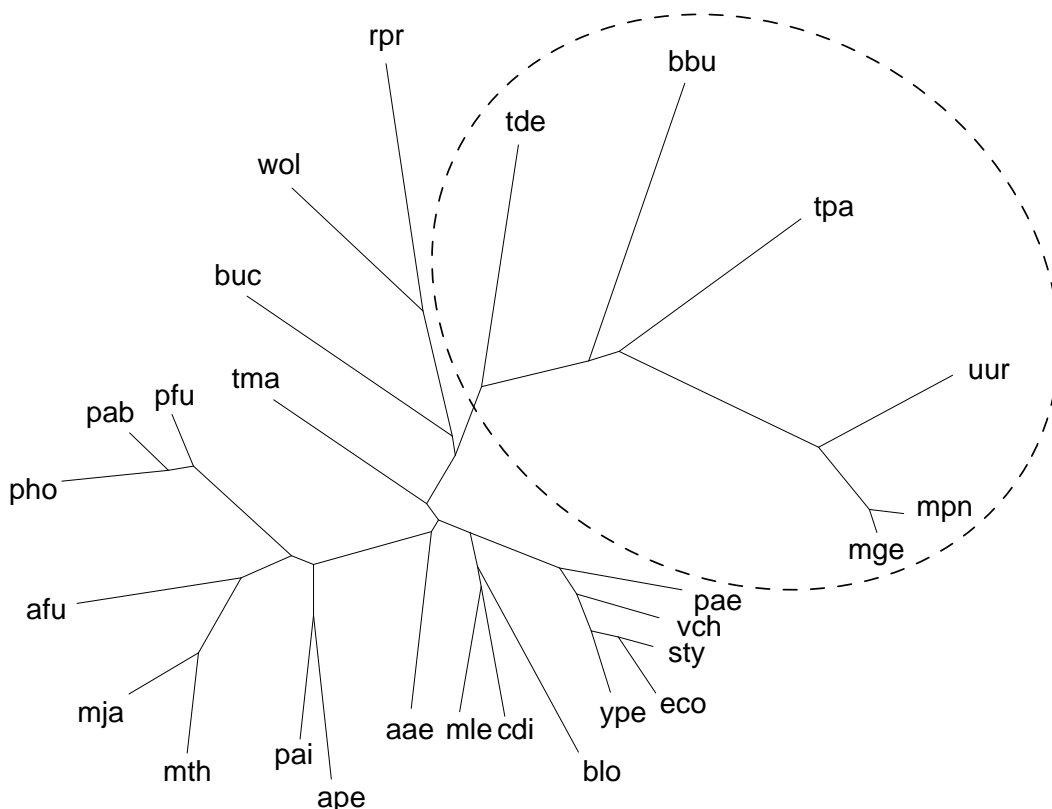 rpr
bbu
tde
wol
tpa
buc
uur
tma
pfu
pab
pho
mpn
mge
pae
afu
vch
sty
eco
ype
mja
aae
mle
cdi
pai
mth
blo
ape